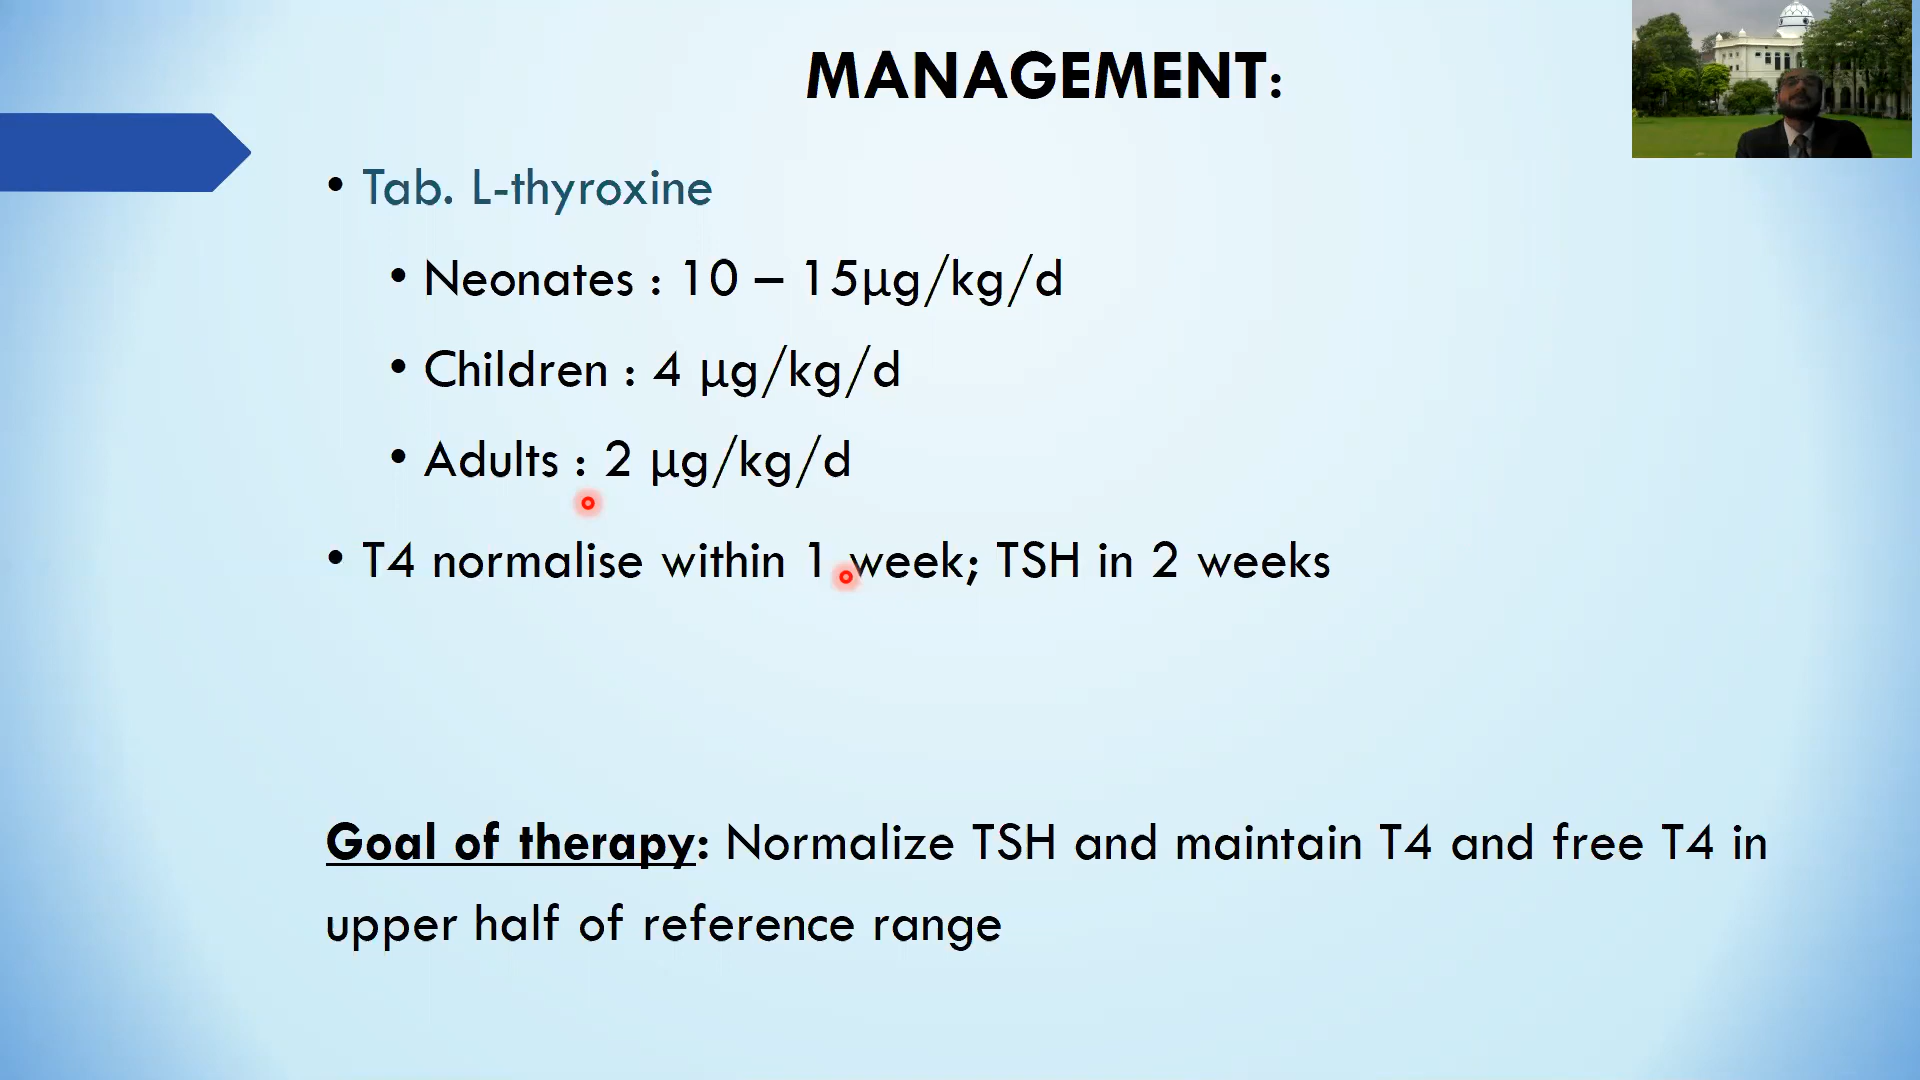 MANAGEMENT:
• Tab. L-thyroxine
• Neonates : 10 – 15µg/kg/d
• Children : 4 µg/kg/d
• Adults : 2 µg/kg/d
• T4 normalise within 1 week; TSH in 2 weeks
Goal of therapy: Normalize TSH and maintain T4 and free T4 in
upper half of reference range